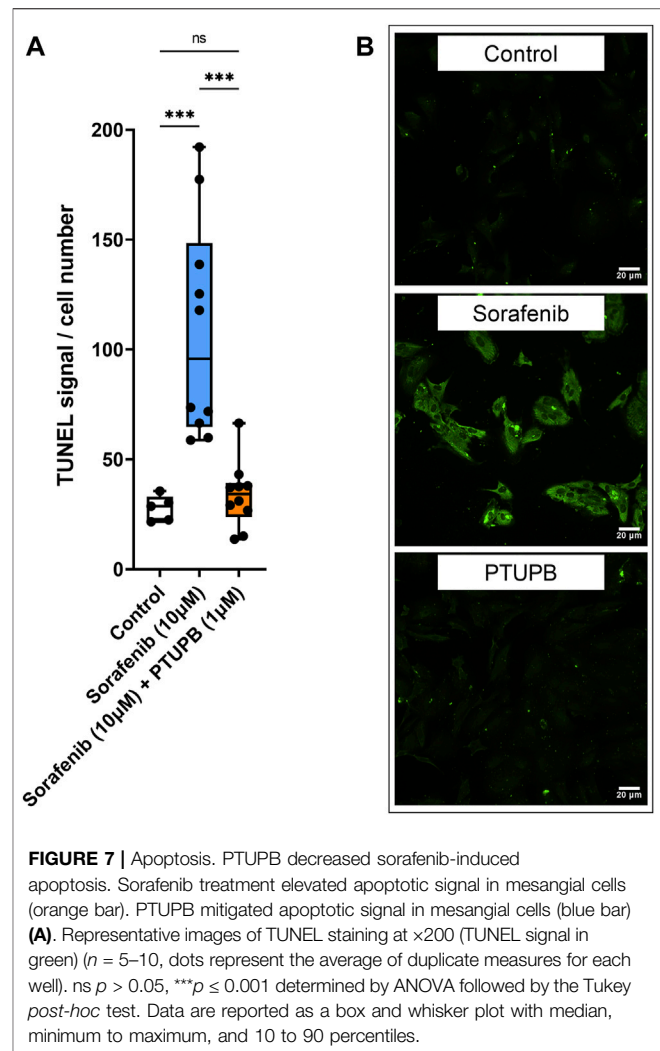 A
ns
***
***
TUNEL signal / cell number
200
150
100
50
0
Control
Sorafenib (10μM)
Sorafenib (10μM) + PTUPB (1μM)
B
Control
20 μm
Sorafenib
20 μm
PTUPB
20 μm
FIGURE 7 | Apoptosis. PTUPB decreased sorafenib-induced
apoptosis. Sorafenib treatment elevated apoptotic signal in mesangial cells
(orange bar). PTUPB mitigated apoptotic signal in mesangial cells (blue bar)
(A). Representative images of TUNEL staining at ×200 (TUNEL signal in
green) (n = 5–10, dots represent the average of duplicate measures for each
well). ns p > 0.05, ***p ≤ 0.001 determined by ANOVA followed by the Tukey
post-hoc test. Data are reported as a box and whisker plot with median,
minimum to maximum, and 10 to 90 percentiles.